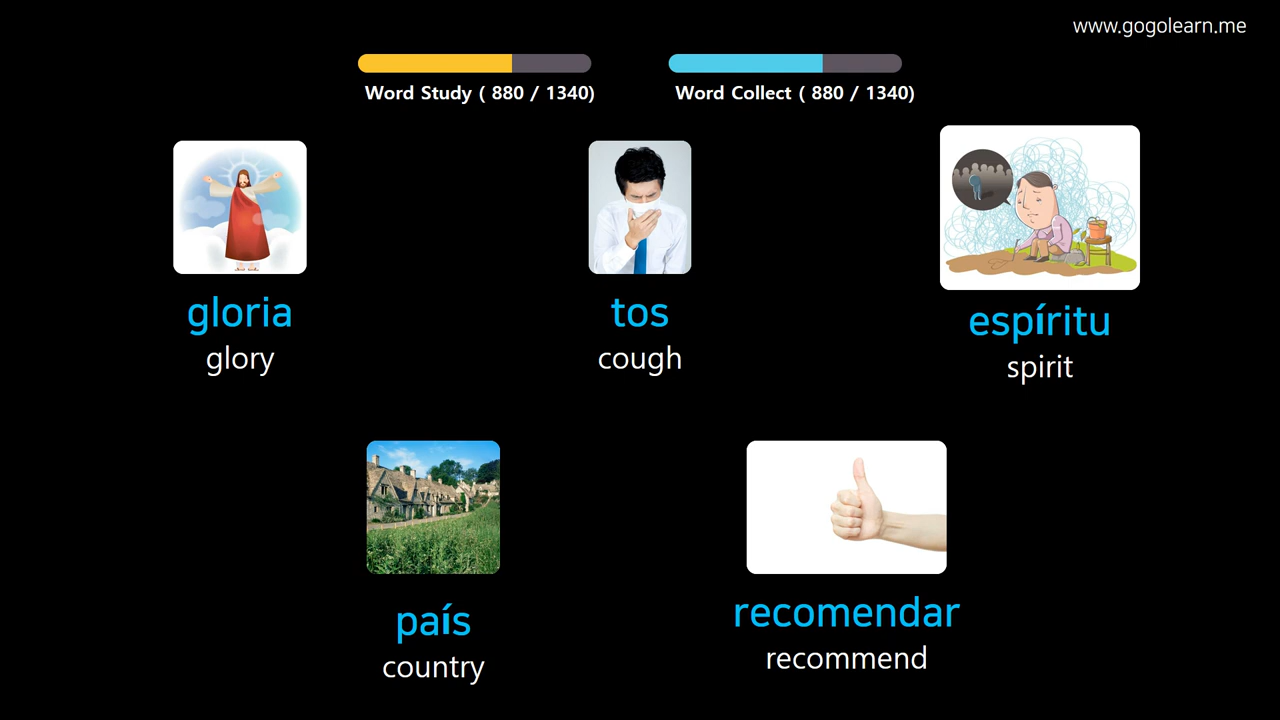 www.gogolearn.me
Word Study ( 880 / 1340)
Word Collect ( 880 / 1340)
gloria
glory
tos
cough
espíritu
spirit
país
country
recomendar
recommend